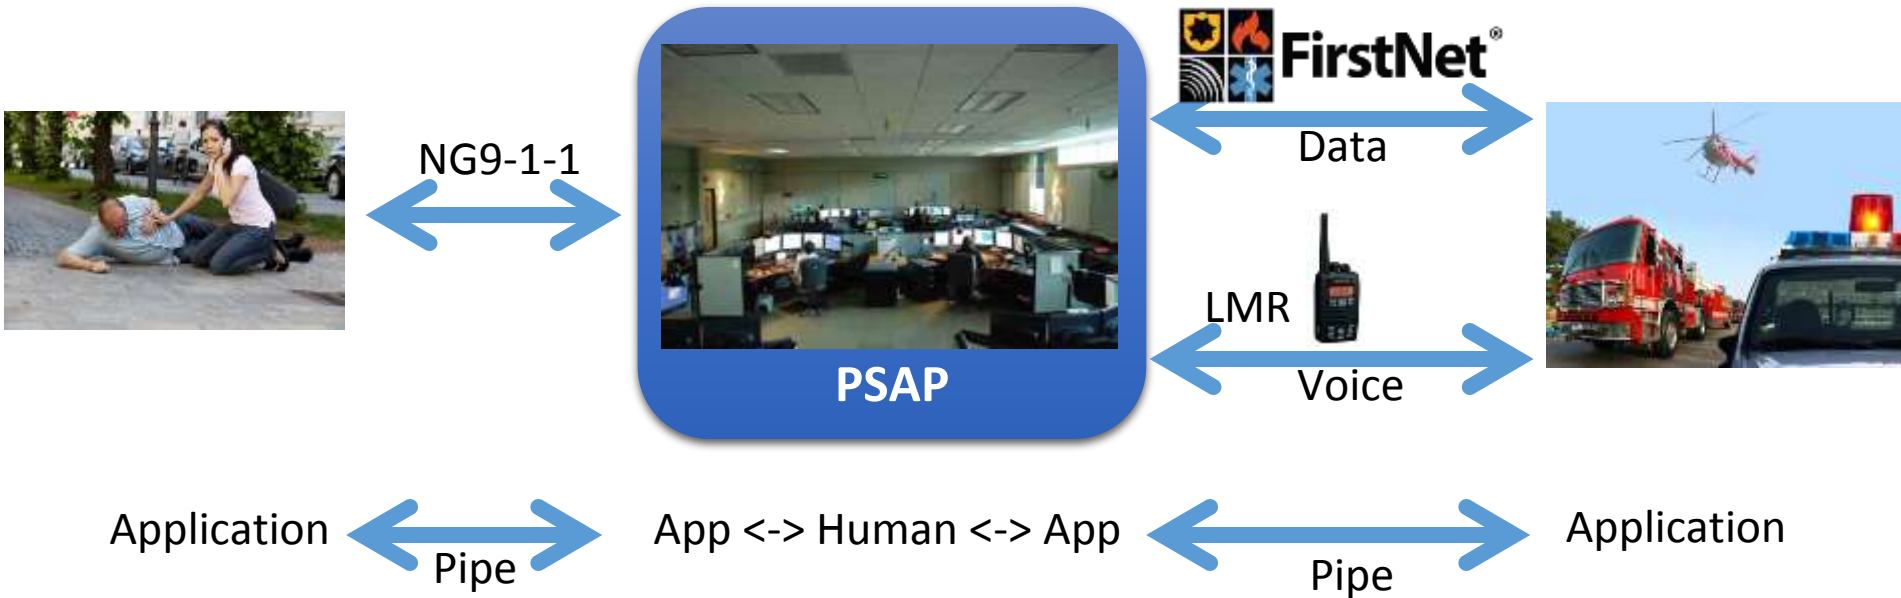 FirstNet®
NG9-1-1
Data
LMR
Voice
PSAP
Application
Pipe
App <-> Human <-> App
Pipe
Application